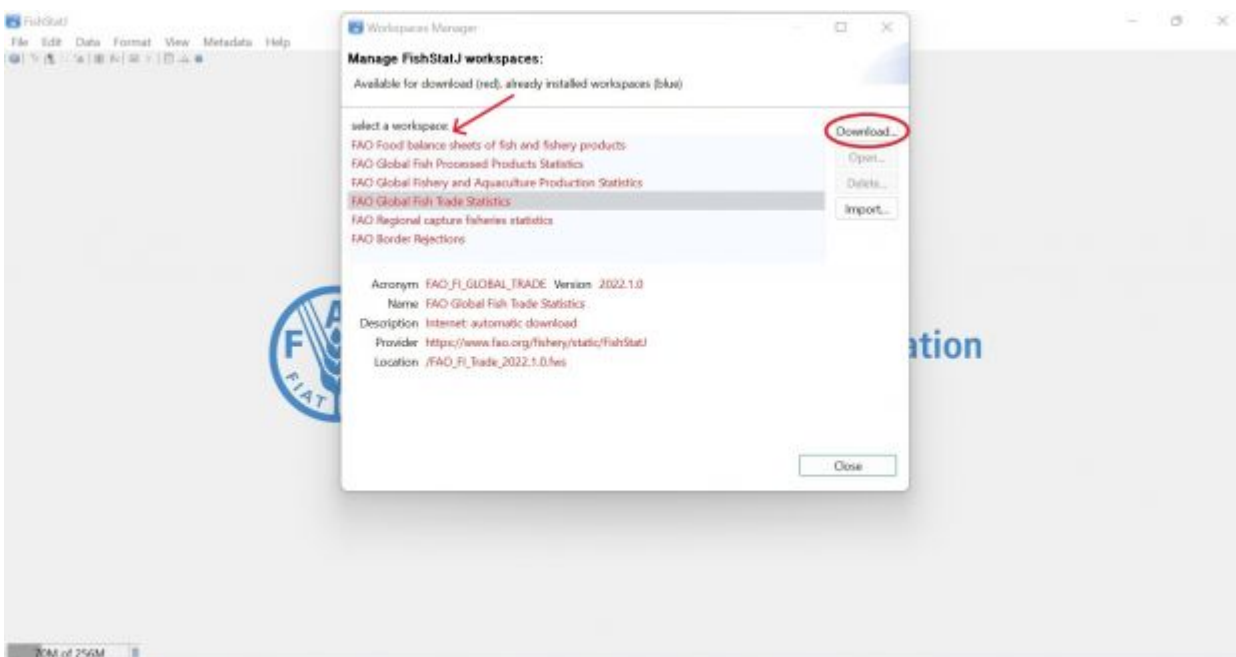 FishStatJ
File Edit Data Format View Metadata Help
Workspaces Manager
Manage FishStatJ workspaces:
Available for download (red), already installed workspaces (blue)
select a workspace:
FAO Food balance sheets of fish and fishery products
FAO Global Fish Processed Products Statistics
FAO Global Fishery and Aquaculture Production Statistics
FAO Global Fish Trade Statistics
FAO Regional capture fisheries statistics
FAO Border Rejections
Download...
Open...
Delete...
Import...
Acronym FAO_FI_GLOBAL_TRADE Version 2022.1.0
Name FAO Global Fish Trade Statistics
Description Internet: automatic download
Provider https://www.fao.org/fishery/static/FishStatJ
Location /FAO_FI_Trade_2022.1.0.fws
F A
FIAT
ation
Close
70M of 256M